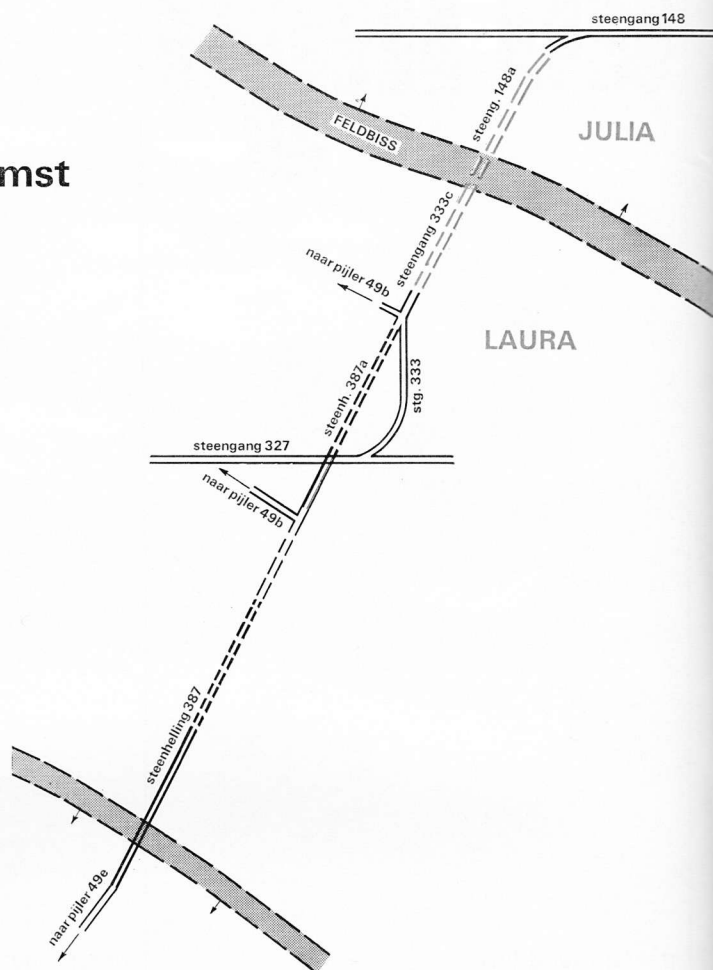 steengang 148
steeng. 148a
JULIA
FELDBISS
mst
steengang 333c
naar pijler 49b
LAURA
steenh. 387a
stg. 333
steengang 327
naar pijler 49b
steenhelling 387
naar pijler 49e